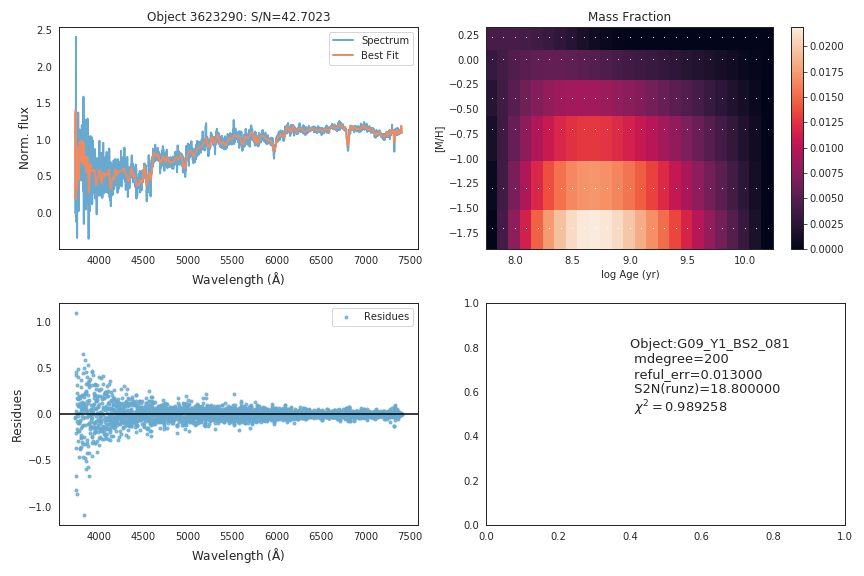 Object 3623290: S/N=42.7023
Norm. flux
2.5
2.0
1.5
1.0
0.5
0.0
Spectrum
Best Fit
4000 4500 5000 5500 6000 6500 7000 7500
Wavelength (Å)
Mass Fraction
[M/H]
0.25
0.00
−0.25
−0.50
−0.75
−1.00
−1.25
−1.50
−1.75
8.0 8.5 9.0 9.5 10.0
log Age (yr)
0.0200
0.0175
0.0150
0.0125
0.0100
0.0075
0.0050
0.0025
0.0000
Residues
1.0
0.5
0.0
−0.5
−1.0
Residues
4000 4500 5000 5500 6000 6500 7000 7500
Wavelength (Å)
1.0
0.8
0.6
0.4
0.2
0.0
Object:G09_Y1_BS2_081
mdegree=200
reful_err=0.013000
S2N(runz)=18.800000
χ² = 0.989258
0.0 0.2 0.4 0.6 0.8 1.0